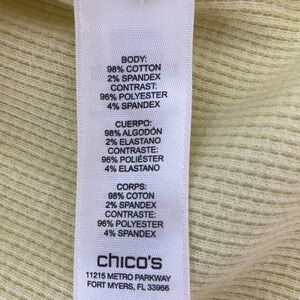 BODY:
98% COTTON
2% SPANDEX
CONTRAST:
96% POLYESTER
4% SPANDEX
CUERPO:
98% ALGODÓN
2% ELASTANO
CONTRASTE:
96% POLIÉSTER
4% ELASTANO
CORPS:
98% COTON
2% SPANDEX
CONTRASTE:
96% POLYESTER
4% SPANDEX
chico's
11215 METRO PARKWAY
FORT MYERS, FL 33966